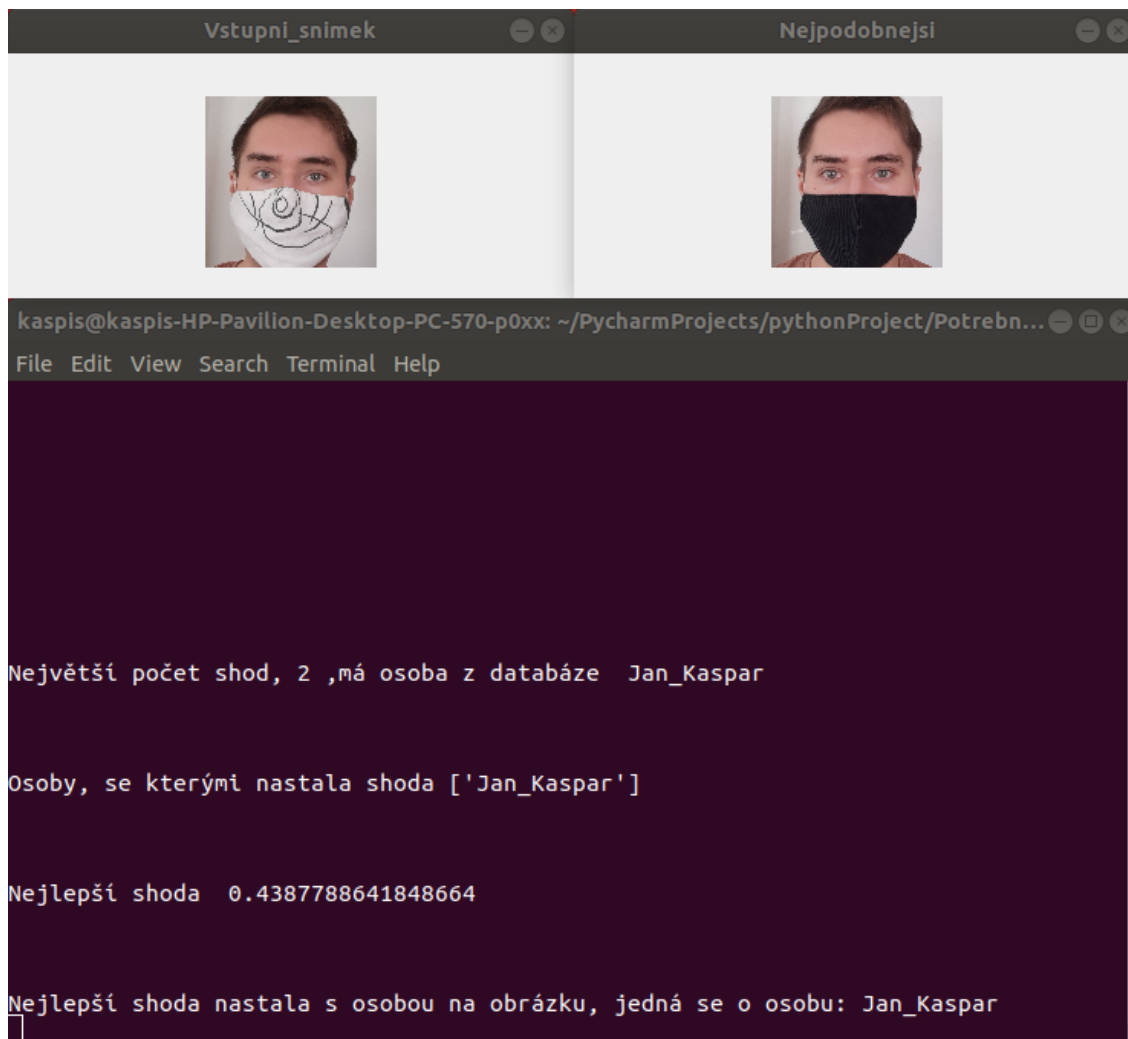 Vstupni_snimek
Nejpodobnejsi
kaspis@kaspis-HP-Pavilion-Desktop-PC-570-p0xx: ~/PycharmProjects/pythonProject/Potrebn...
File Edit View Search Terminal Help
Největší počet shod, 2 ,má osoba z databáze  Jan_Kaspar
Osoby, se kterými nastala shoda ['Jan_Kaspar']
Nejlepší shoda  0.4387788641848664
Nejlepší shoda nastala s osobou na obrázku, jedná se o osobu: Jan_Kaspar